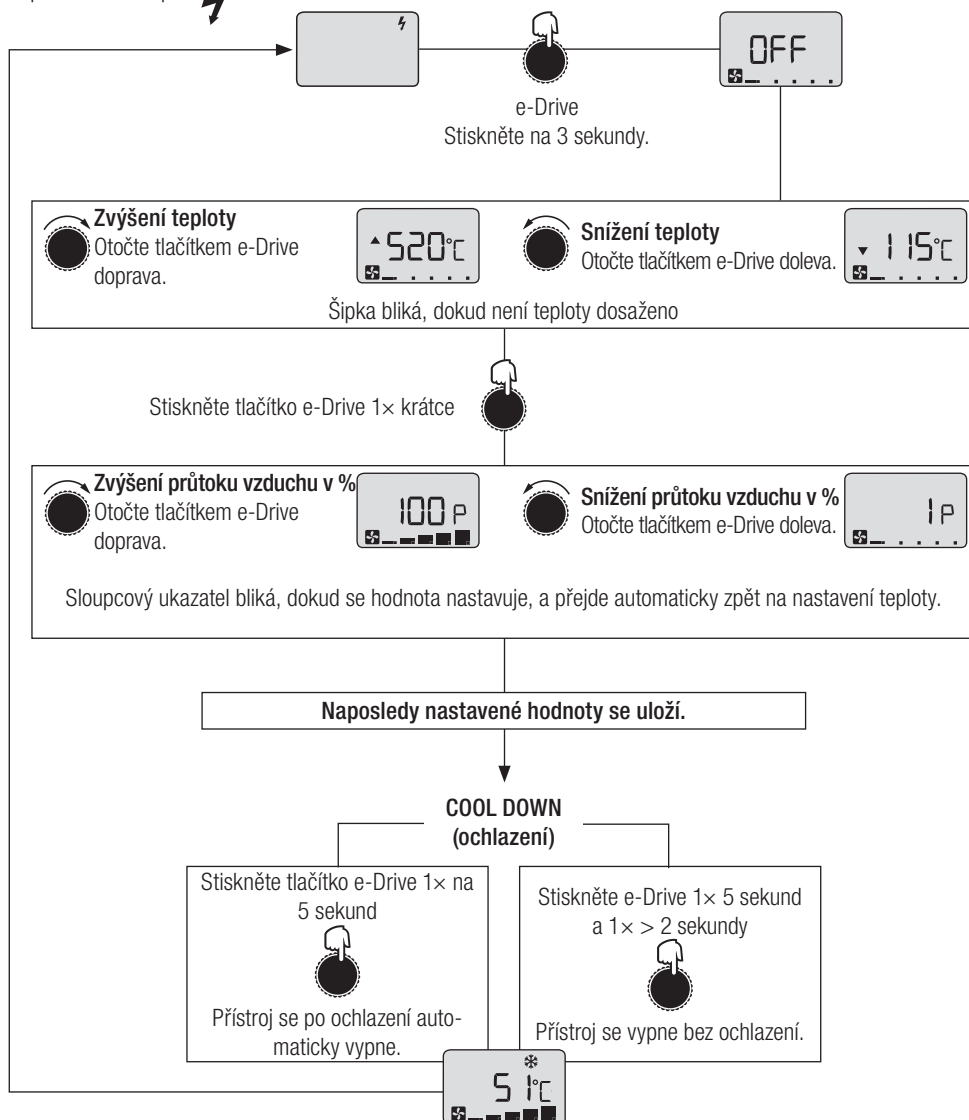 OFF
e-Drive
Stiskněte na 3 sekundy.
Zvýšení teploty
Otočte tlačítkem e-Drive
doprava.
520°C
Snížení teploty
Otočte tlačítkem e-Drive doleva.
115°C
Šipka bliká, dokud není teploty dosaženo
Stiskněte tlačítko e-Drive 1× krátce
Zvýšení průtoku vzduchu v %
Otočte tlačítkem e-Drive
doprava.
100 P
Snížení průtoku vzduchu v %
Otočte tlačítkem e-Drive doleva.
1 P
Sloupcový ukazatel bliká, dokud se hodnota nastavuje, a přejde automaticky zpět na nastavení teploty.
Naposledy nastavené hodnoty se uloží.
COOL DOWN
(ochlazení)
Stiskněte tlačítko e-Drive 1× na
5 sekund
Přístroj se po ochlazení auto-
maticky vypne.
Stiskněte e-Drive 1× 5 sekund
a 1× > 2 sekundy
Přístroj se vypne bez ochlazení.
51°C